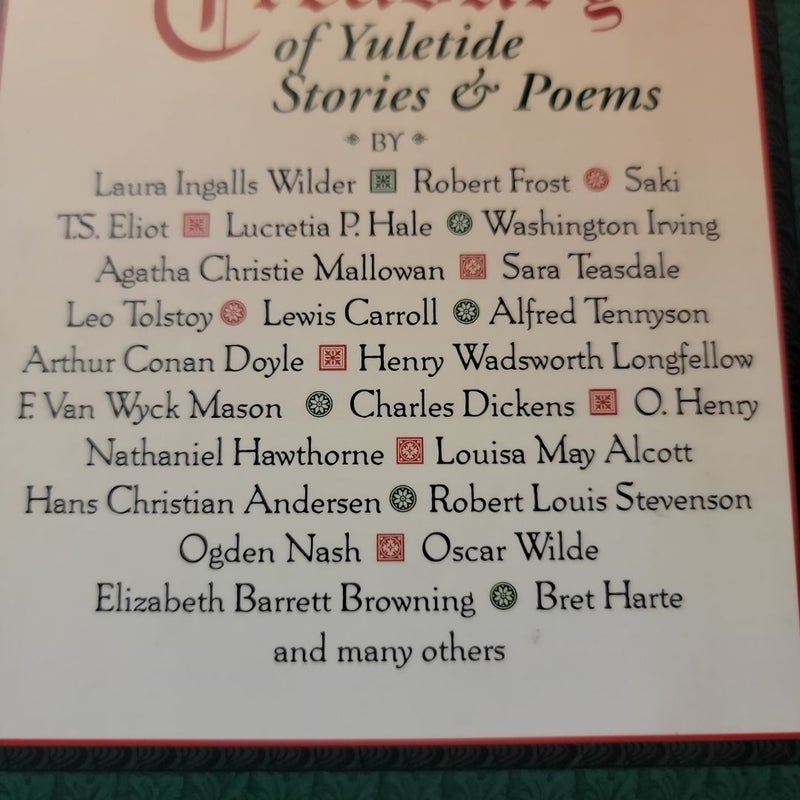 Treasury
of Yuletide
Stories & Poems
BY
Laura Ingalls Wilder Robert Frost Saki
T.S. Eliot Lucretia P. Hale Washington Irving
Agatha Christie Mallowan Sara Teasdale
Leo Tolstoy Lewis Carroll Alfred Tennyson
Arthur Conan Doyle Henry Wadsworth Longfellow
F. Van Wyck Mason Charles Dickens O. Henry
Nathaniel Hawthorne Louisa May Alcott
Hans Christian Andersen Robert Louis Stevenson
Ogden Nash Oscar Wilde
Elizabeth Barrett Browning Bret Harte
and many others